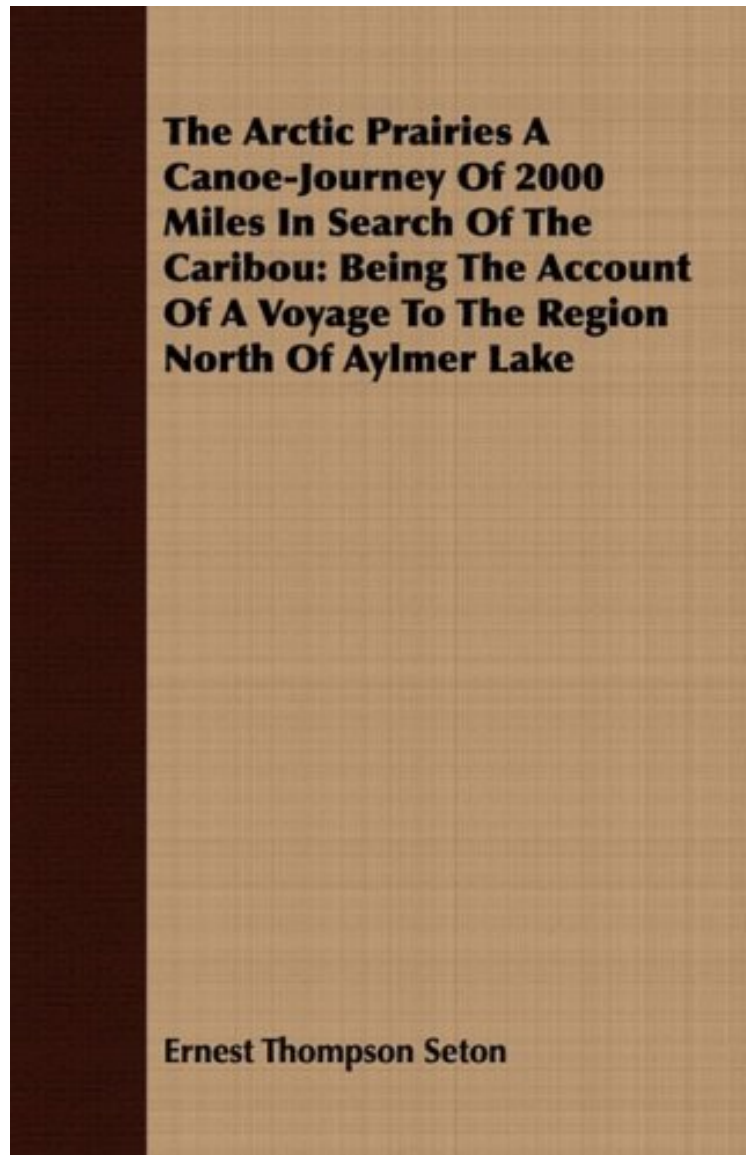 The Arctic Prairies A
Canoe-Journey Of 2000
Miles In Search Of The
Caribou: Being The Account
Of A Voyage To The Region
North Of Aylmer Lake
Ernest Thompson Seton